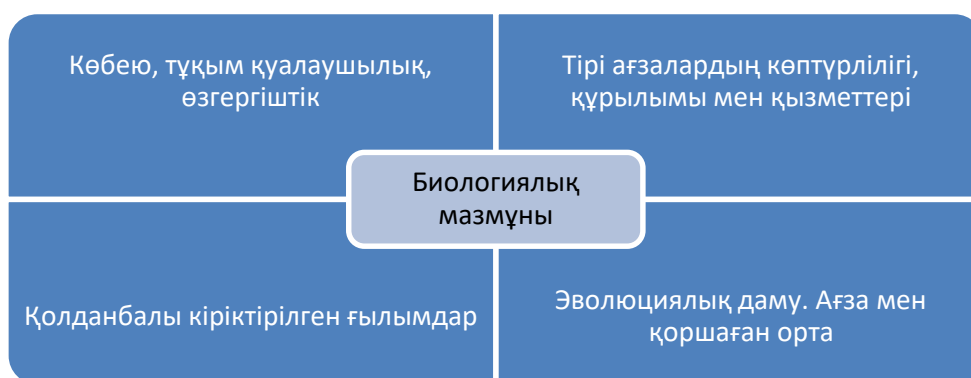 Көбею, тұқым қуалаушылық,
өзгергіштік
Тірі ағзалардың көптүрлілігі,
құрылымы мен қызметтері
Биологиялық
мазмұны
Қолданбалы кіріктірілген ғылымдар
Эволюциялық даму. Ағза мен
қоршаған орта